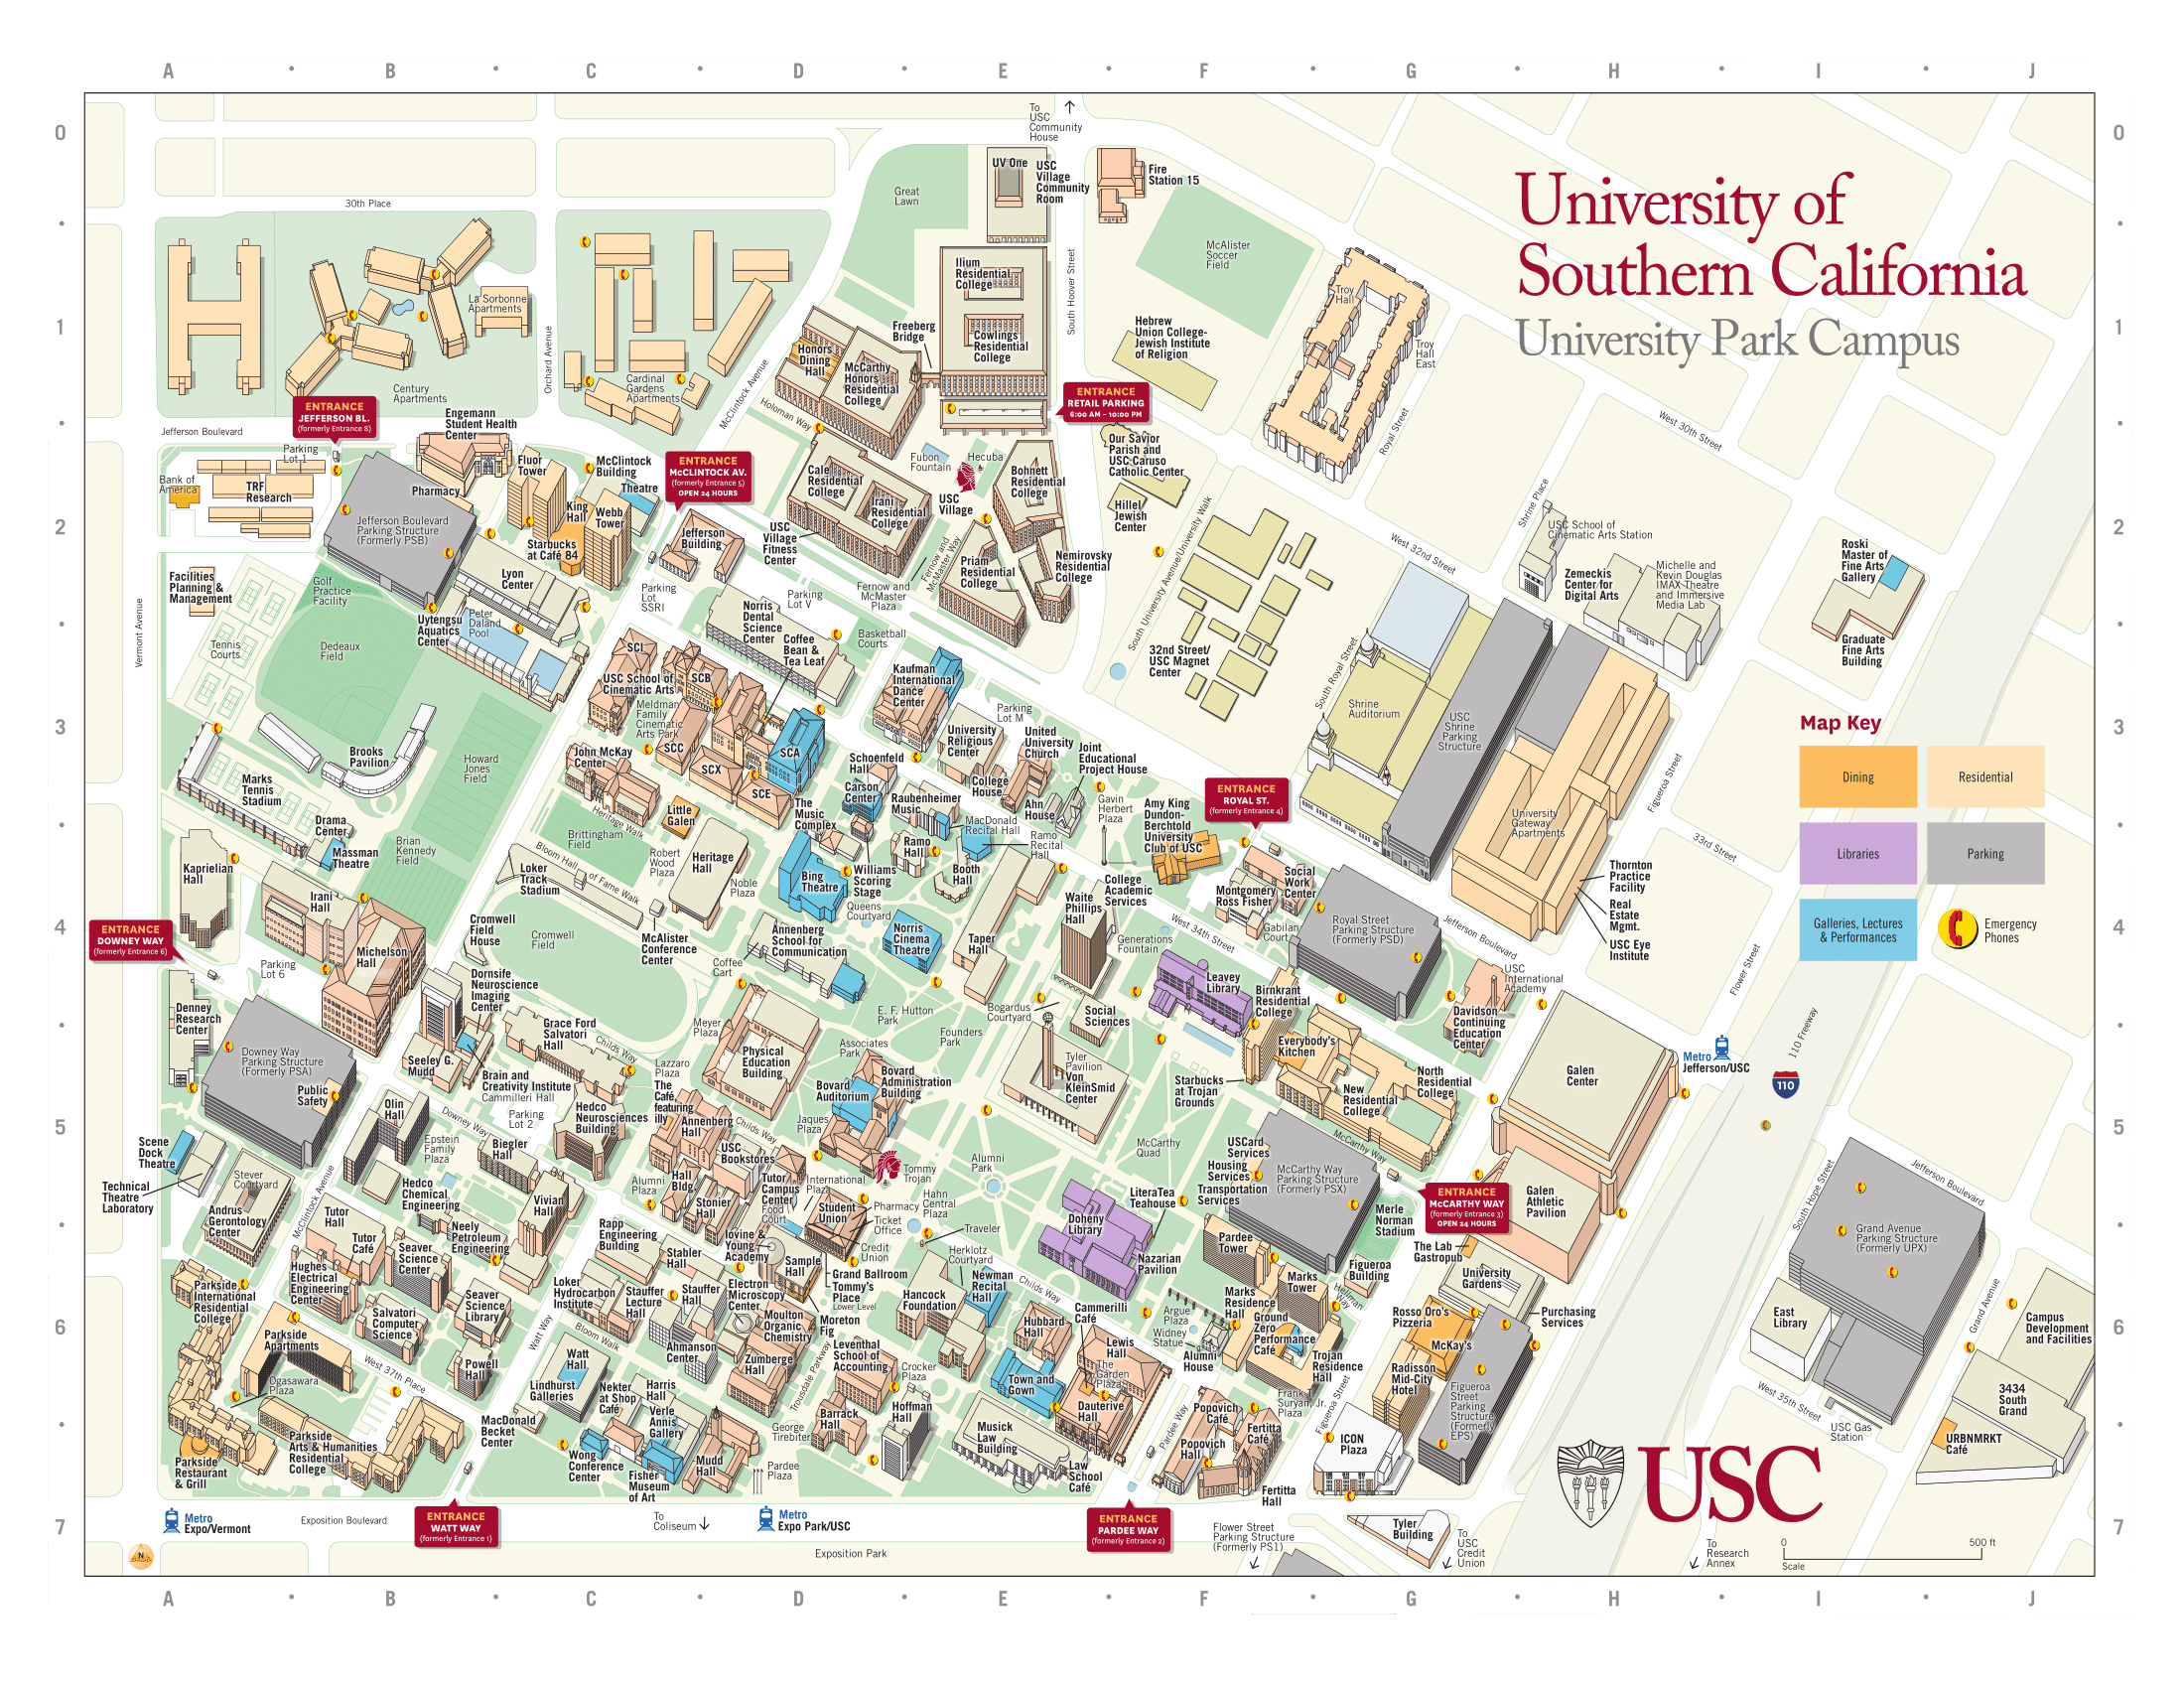 A
B
C
D
E
F
G
H
I
J
0
To
USC
Community
House
UV One
USC
Village
Community
Room
Fire
Station 15
Great
Lawn
University of
Southern California
University Park Campus
30th Place
McAlister
Soccer
Field
South Hoover Street
Ilium
Residential
College
La Sorbonne
Apartments
Troy
Hall
1
1
Orchard Avenue
Freeberg
Bridge
Cowlings
Residential
College
Hebrew
Union College-
Jewish Institute
of Religion
Troy
Hall
East
Honors
Dining
Hall
McCarthy
Honors
Residential
College
Century
Apartments
Cardinal
Gardens
Apartments
McClintock Avenue
Holoman Way
ENTRANCE
RETAIL PARKING
6:00 AM – 10:00 PM
ENTRANCE
JEFFERSON BL.
(formerly Entrance 8)
Engemann
Student Health
Center
Royal Street
West 30th Street
Jefferson Boulevard
Parking
Lot 1
Bank of
America
TRF
Research
Pharmacy
Fluor
Tower
McClintock
Building
Theatre
ENTRANCE
McCLINTOCK AV.
(formerly Entrance 5)
OPEN 24 HOURS
Cale
Residential
College
Irani
Residential
College
Fubon
Fountain
Hecuba
USC
Village
Bohnett
Residential
College
Our Savior
Parish and
USC Caruso
Catholic Center
Hillel
Jewish
Center
2
2
Jefferson Boulevard
Parking Structure
(Formerly PSB)
King
Hall
Webb
Tower
Starbucks
at Café 84
Jefferson
Building
USC
Village
Fitness
Center
Fernow and
McMaster Way
Priam
Residential
College
Nemirovsky
Residential
College
South University Avenue/University Walk
Shrine Place
USC School of
Cinematic Arts Station
West 32nd Street
Zemeckis
Center for
Digital Arts
Michelle and
Kevin Douglas
IMAX Theatre
and Immersive
Media Lab
Roski
Master of
Fine Arts
Gallery
Graduate
Fine Arts
Building
Facilities
Planning &
Management
Golf
Practice
Facility
Lyon
Center
Parking
Lot
SSRI
Parking
Lot V
Fernow and
McMaster
Plaza
Vermont Avenue
Tennis
Courts
Dedeaux
Field
Uytengsu
Aquatics
Center
Peter
Daland
Pool
Norris
Dental
Science
Center
Coffee
Bean &
Tea Leaf
Basketball
Courts
32nd Street/
USC Magnet
Center
South Royal Street
SCI
SCB
USC School of
Cinematic Arts
Meldman
Family
Cinematic
Arts Park
Kaufman
International
Dance
Center
Parking
Lot M
Shrine
Auditorium
USC
Shrine
Parking
Structure
3
3
Brooks
Pavilion
Howard
Jones
Field
John McKay
Center
SCC
SCX
SCA
SCE
University
Religious
Center
United
University
Church
Joint
Educational
Project House
Figueroa Street
Map Key
Dining
Residential
Libraries
Parking
Galleries, Lectures
& Performances
Emergency
Phones
Marks
Tennis
Stadium
Schoenfeld
Hall
Carson
Center
College
House
Raubenheimer
Music
Ahn
House
Gavin
Herbert
Plaza
ENTRANCE
ROYAL ST.
(formerly Entrance 4)
University
Gateway
Apartments
Little
Galen
Heritage Walk
The
Music
Complex
MacDonald
Recital Hall
Ramo
Recital
Hall
Amy King
Dundon-
Berchtold
University
Club of USC
33rd Street
Drama
Center
Massman
Theatre
Brian
Kennedy
Field
Brittingham
Field
Bloom Hall of Fame Walk
Loker
Track
Stadium
Robert
Wood
Plaza
Heritage
Hall
Noble
Plaza
Bing
Theatre
Williams
Scoring
Stage
Ramo
Hall
Booth
Hall
Kaprielian
Hall
Irani
Hall
Waite
Phillips
Hall
College
Academic
Services
Montgomery
Ross Fisher
Social
Work
Center
Thornton
Practice
Facility
Real
Estate
Mgmt.
USC Eye
Institute
4
4
ENTRANCE
DOWNEY WAY
(formerly Entrance 6)
Michelson
Hall
Cromwell
Field
House
Cromwell
Field
McAlister
Conference
Center
Coffee
Cart
Annenberg
School for
Communication
Queens
Courtyard
Norris
Cinema
Theatre
Taper
Hall
Generations
Fountain
West 34th Street
Gabilan
Court
Royal Street
Parking Structure
(Formerly PSD)
Jefferson Boulevard
Parking
Lot 6
Dornsife
Neuroscience
Imaging
Center
Leavey
Library
Birnkrant
Residential
College
USC
International
Academy
Davidson
Continuing
Education
Center
Flower Street
110 Freeway
Denney
Research
Center
Downey Way
Parking Structure
(Formerly PSA)
Public
Safety
Seeley G.
Mudd
Grace Ford
Salvatori
Hall
Childs Way
Meyer
Plaza
Physical
Education
Building
E. F. Hutton
Park
Founders
Park
Bogardus
Courtyard
Social
Sciences
Everybody's
Kitchen
Galen
Center
Metro
Jefferson/USC
110
Brain and
Creativity Institute
Cammilleri Hall
Lazzaro
Plaza
The
Café,
featuring
illy
Associates
Park
Bovard
Auditorium
Bovard
Administration
Building
Tyler
Pavilion
Von
KleinSmid
Center
Starbucks
at Trojan
Grounds
New
Residential
College
North
Residential
College
5
5
Olin
Hall
Downey Way
Parking
Lot 2
Hedco
Neurosciences
Building
Annenberg
Hall
Childs Way
Jaques
Plaza
Scene
Dock
Theatre
Technical
Theatre
Laboratory
Stever
Courtyard
Epstein
Family
Plaza
Biegler
Hall
USC
Bookstores
Tommy
Trojan
Alumni
Park
McCarthy
Quad
USCard
Services
Housing
Services
Transportation
Services
McCarthy Way
Parking Structure
(Formerly PSX)
McCarthy Way
ENTRANCE
McCARTHY WAY
(formerly Entrance 3)
OPEN 24 HOURS
Galen
Athletic
Pavilion
Jefferson Boulevard
South Hope Street
Andrus
Gerontology
Center
McClintock Avenue
Hedco
Chemical
Engineering
Vivian
Hall
Alumni
Plaza
Hall
Bldg.
Stonier
Hall
Tutor
Campus
Center
Food
Court
International
Plaza
Student
Union
Pharmacy
Ticket
Office
Credit
Union
Hahn
Central
Plaza
Traveler
Doheny
Library
LiteraTea
Teahouse
Nazarian
Pavilion
Pardee
Tower
Merle
Norman
Stadium
The Lab
Gastropub
Grand Avenue
Parking Structure
(Formerly UPX)
Tutor
Hall
Tutor
Café
Neely
Petroleum
Engineering
Seaver
Science
Center
Rapp
Engineering
Building
Stabler
Hall
Iovine &
Young
Academy
Sample
Hall
Grand Ballroom
Tommy's
Place
Lower Level
Herklotz
Courtyard
Newman
Recital
Hall
Childs Way
Figueroa
Building
University
Gardens
Purchasing
Services
Grand Avenue
Parkside
International
Residential
College
Hughes
Electrical
Engineering
Center
Salvatori
Computer
Science
Seaver
Science
Library
Loker
Hydrocarbon
Institute
Stauffer
Lecture
Hall
Stauffer
Hall
Electron
Microscopy
Center
Moulton
Organic
Chemistry
Moreton
Fig
Hancock
Foundation
Cammerilli
Café
Argue
Plaza
Widney
Statue
Marks
Residence
Hall
Marks
Tower
Hellman
Way
Rosso Oro's
Pizzeria
McKay's
East
Library
Campus
Development
and Facilities
6
6
Parkside
Apartments
West 37th Place
Powell
Hall
Watt Way
Bloom Walk
Watt
Hall
Ahmanson
Center
Zumberge
Hall
Trousdale Parkway
Leventhal
School of
Accounting
Hubbard
Hall
Lewis
Hall
The
Garden
Plaza
Alumni
House
Ground
Zero
Performance
Café
Trojan
Residence
Hall
Radisson
Mid-City
Hotel
Figueroa
Street
Parking
Structure
(Formerly
EPS)
West 35th Street
USC Gas
Station
3434
South
Grand
URBNMRKT
Café
Ogasawara
Plaza
Lindhurst
Galleries
Nekter
at Shop
Café
Harris
Hall
Verle
Annis
Gallery
Crocker
Plaza
Hoffman
Hall
Town and
Gown
Dauterive
Hall
Pardee Way
Popovich
Café
Popovich
Hall
Frank
Suryan, Jr.
Plaza
Fertitta
Café
Figueroa Street
ICON
Plaza
Parkside
Restaurant
& Grill
Parkside
Arts & Humanities
Residential
College
MacDonald
Becket
Center
Wong
Conference
Center
Fisher
Museum
of Art
Mudd
Hall
George
Tirebiter
Barrack
Hall
Pardee
Plaza
Musick
Law
Building
Law
School
Café
Fertitta
Hall
USC
7
7
Metro
Expo/Vermont
Exposition Boulevard
ENTRANCE
WATT WAY
(formerly Entrance 1)
To
Coliseum
Metro
Expo Park/USC
Exposition Park
ENTRANCE
PARDEE WAY
(formerly Entrance 2)
Flower Street
Parking Structure
(Formerly PS1)
Tyler
Building
To
USC
Credit
Union
To
Research
Annex
0
500 ft
Scale
N
0
A
B
C
D
E
F
G
H
I
J